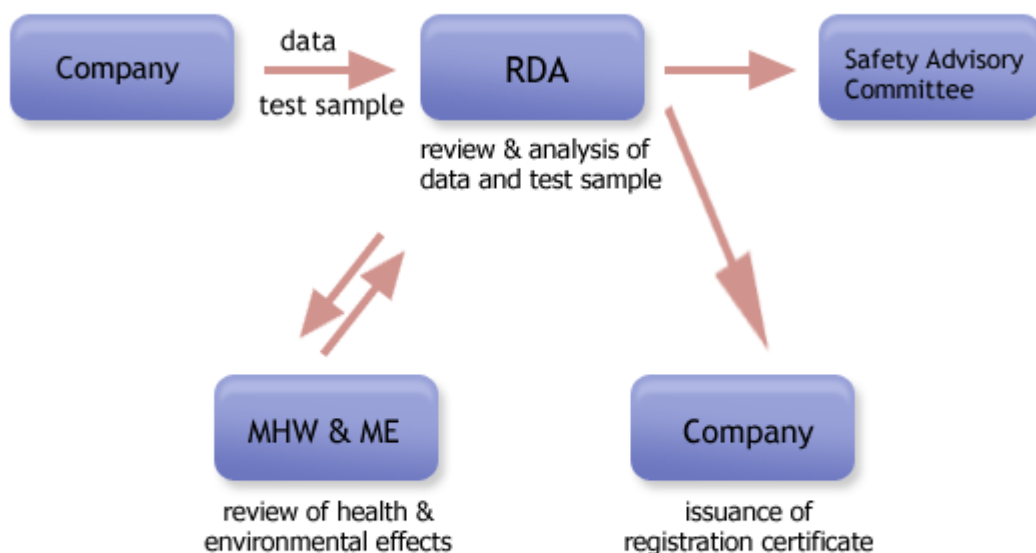 Company
data
test sample
RDA
Safety Advisory
Committee
review & analysis of
data and test sample
MHW & ME
review of health &
environmental effects
Company
issuance of
registration certificate